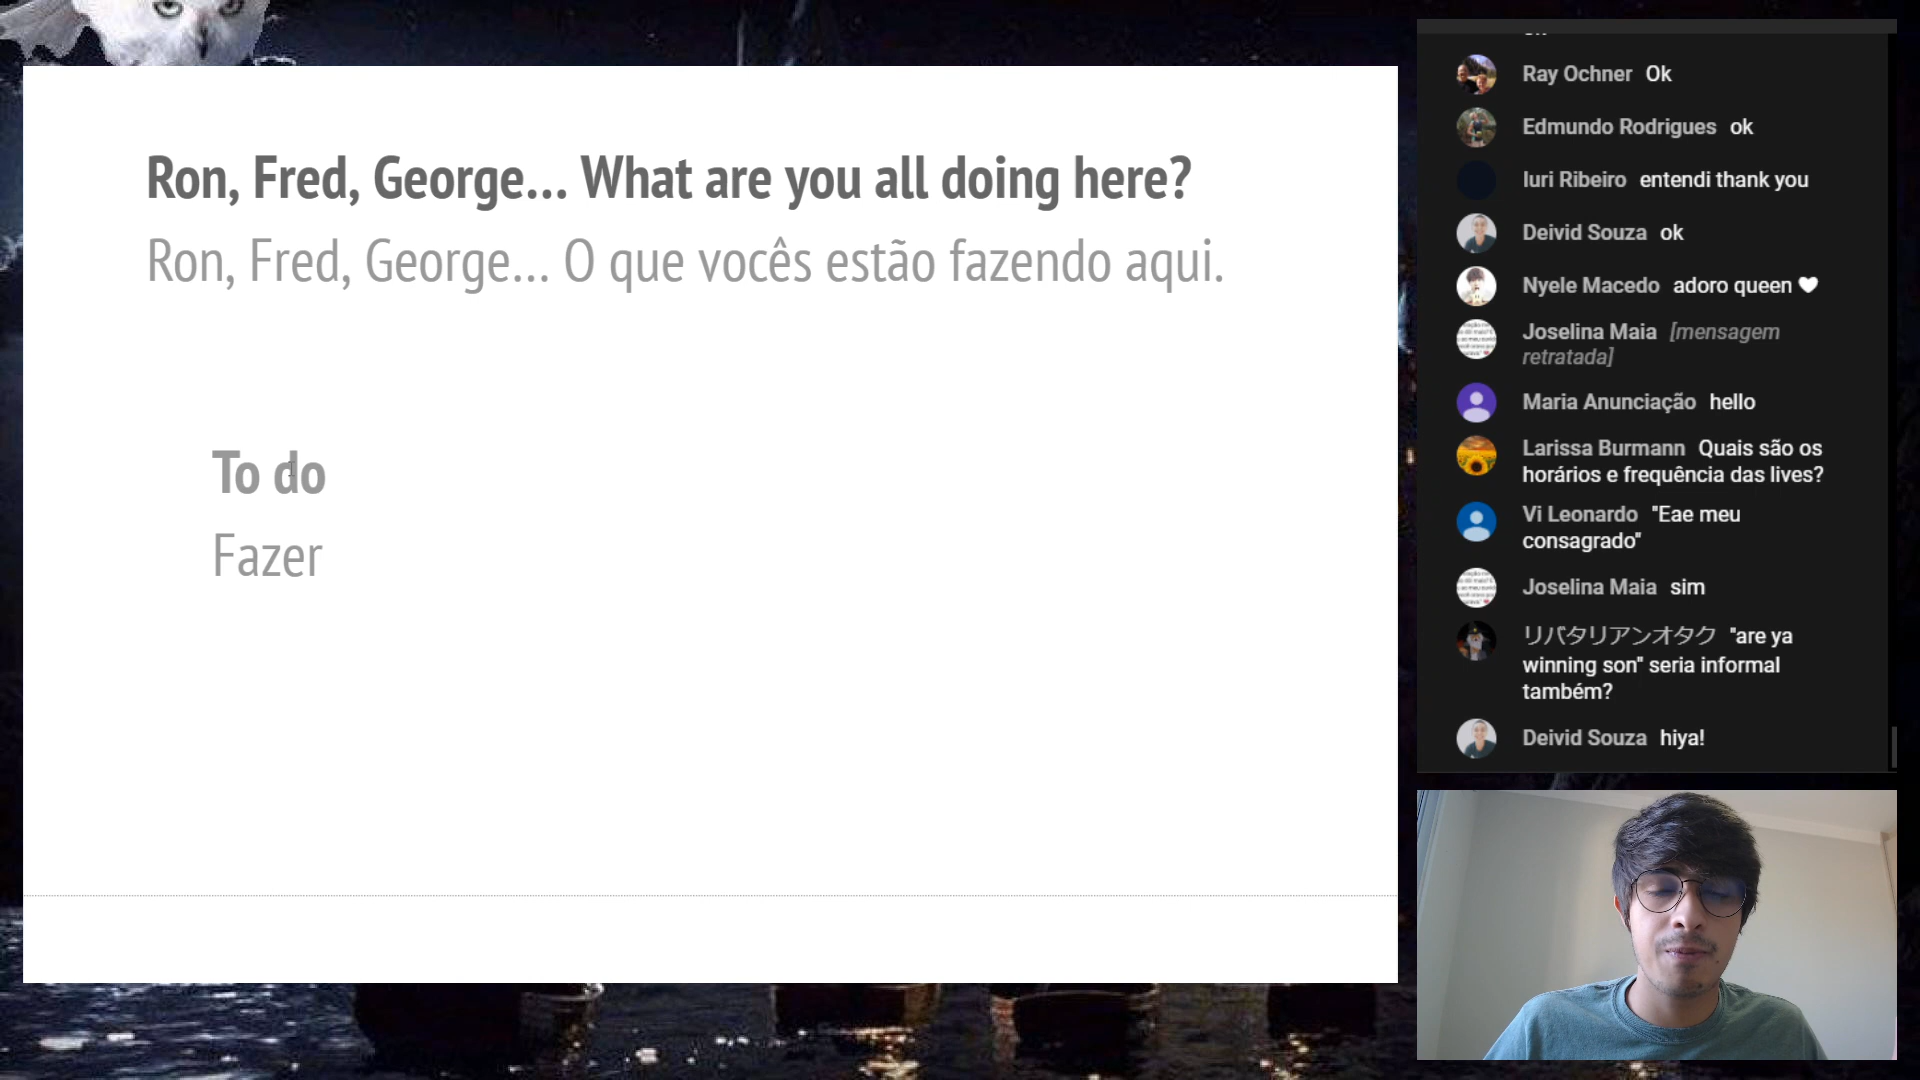 Ron, Fred, George... What are you all doing here?
Ron, Fred, George... O que vocês estão fazendo aqui.
To do
Fazer
Ray Ochner Ok
Edmundo Rodrigues ok
Iuri Ribeiro entendi thank you
Deivid Souza ok
Nyele Macedo adoro queen 🤍
Joselina Maia [mensagem
retratada]
Maria Anunciação hello
Larissa Burmann Quais são os
horários e frequência das lives?
Vi Leonardo "Eae meu
consagrado"
Joselina Maia sim
リバタリアンオタク "are ya
winning son" seria informal
também?
Deivid Souza hiya!